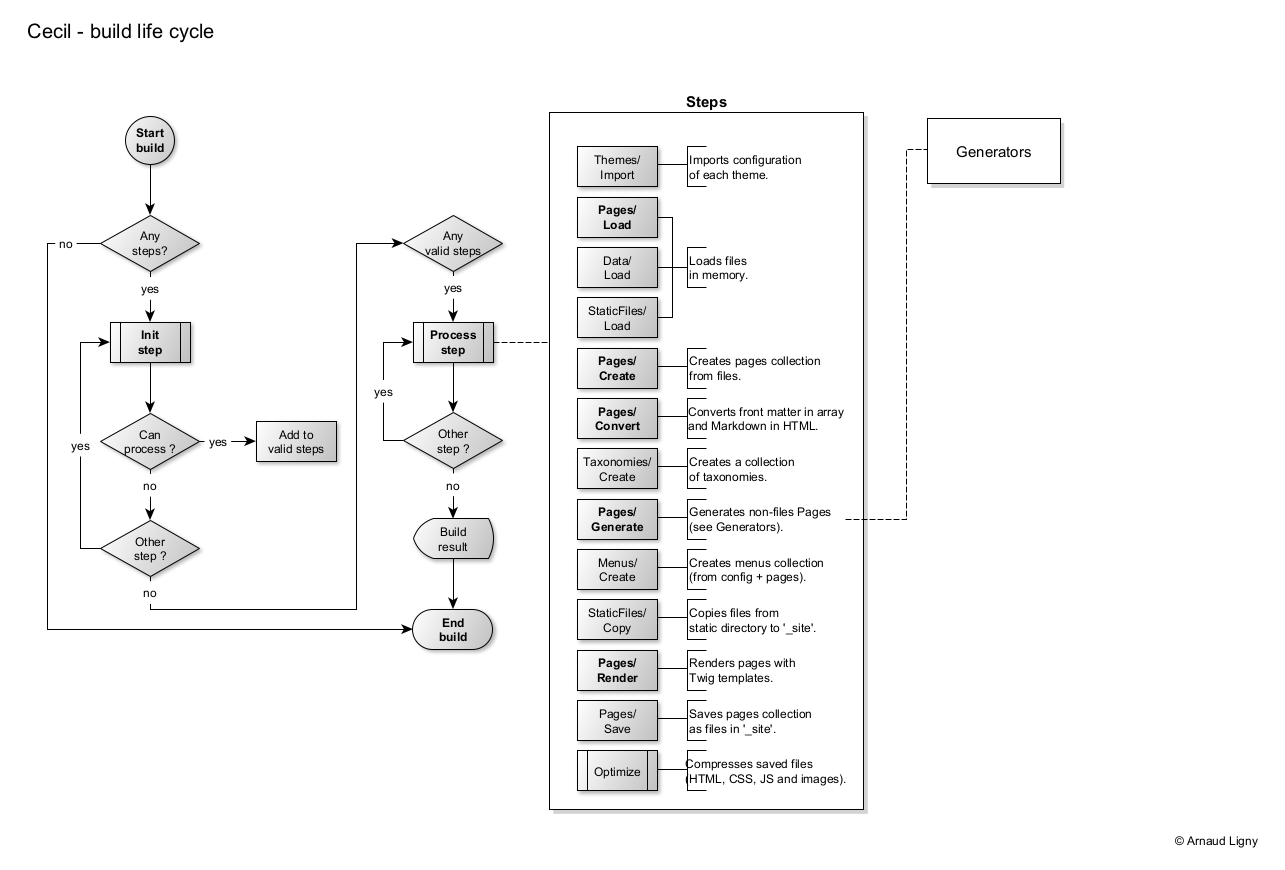 Cecil - build life cycle
Start
build
Any
steps?
no
yes
Init
step
Can
process ?
yes
Add to
valid steps
no
yes
Other
step ?
no
Any
valid steps
yes
Process
step
yes
Other
step ?
no
Build
result
End
build
Steps
Themes/
Import
Imports configuration
of each theme.
Pages/
Load
Data/
Load
Loads files
in memory.
StaticFiles/
Load
Pages/
Create
Creates pages collection
from files.
Pages/
Convert
Converts front matter in array
and Markdown in HTML.
Taxonomies/
Create
Creates a collection
of taxonomies.
Pages/
Generate
Generates non-files Pages
(see Generators).
Menus/
Create
Creates menus collection
(from config + pages).
StaticFiles/
Copy
Copies files from
static directory to '_site'.
Pages/
Render
Renders pages with
Twig templates.
Pages/
Save
Saves pages collection
as files in '_site'.
Optimize
Compresses saved files
(HTML, CSS, JS and images).
Generators
© Arnaud Ligny